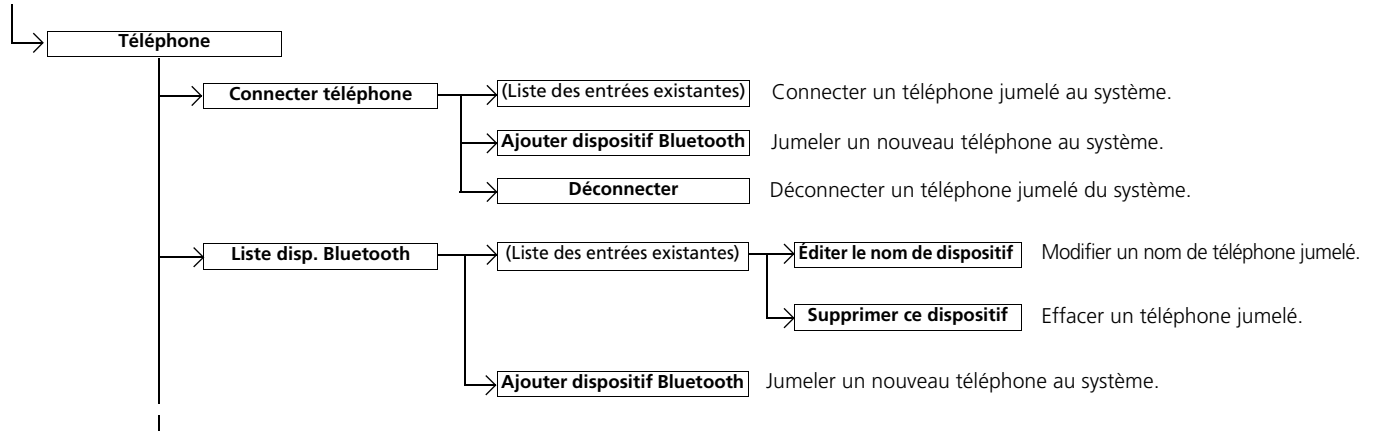 Téléphone
Connecter téléphone (Liste des entrées existantes) Connecter un téléphone jumelé au système.
Ajouter dispositif Bluetooth Jumeler un nouveau téléphone au système.
Déconnecter Déconnecter un téléphone jumelé du système.
Liste disp. Bluetooth (Liste des entrées existantes) Éditer le nom de dispositif Modifier un nom de téléphone jumelé.
Supprimer ce dispositif Effacer un téléphone jumelé.
Ajouter dispositif Bluetooth Jumeler un nouveau téléphone au système.